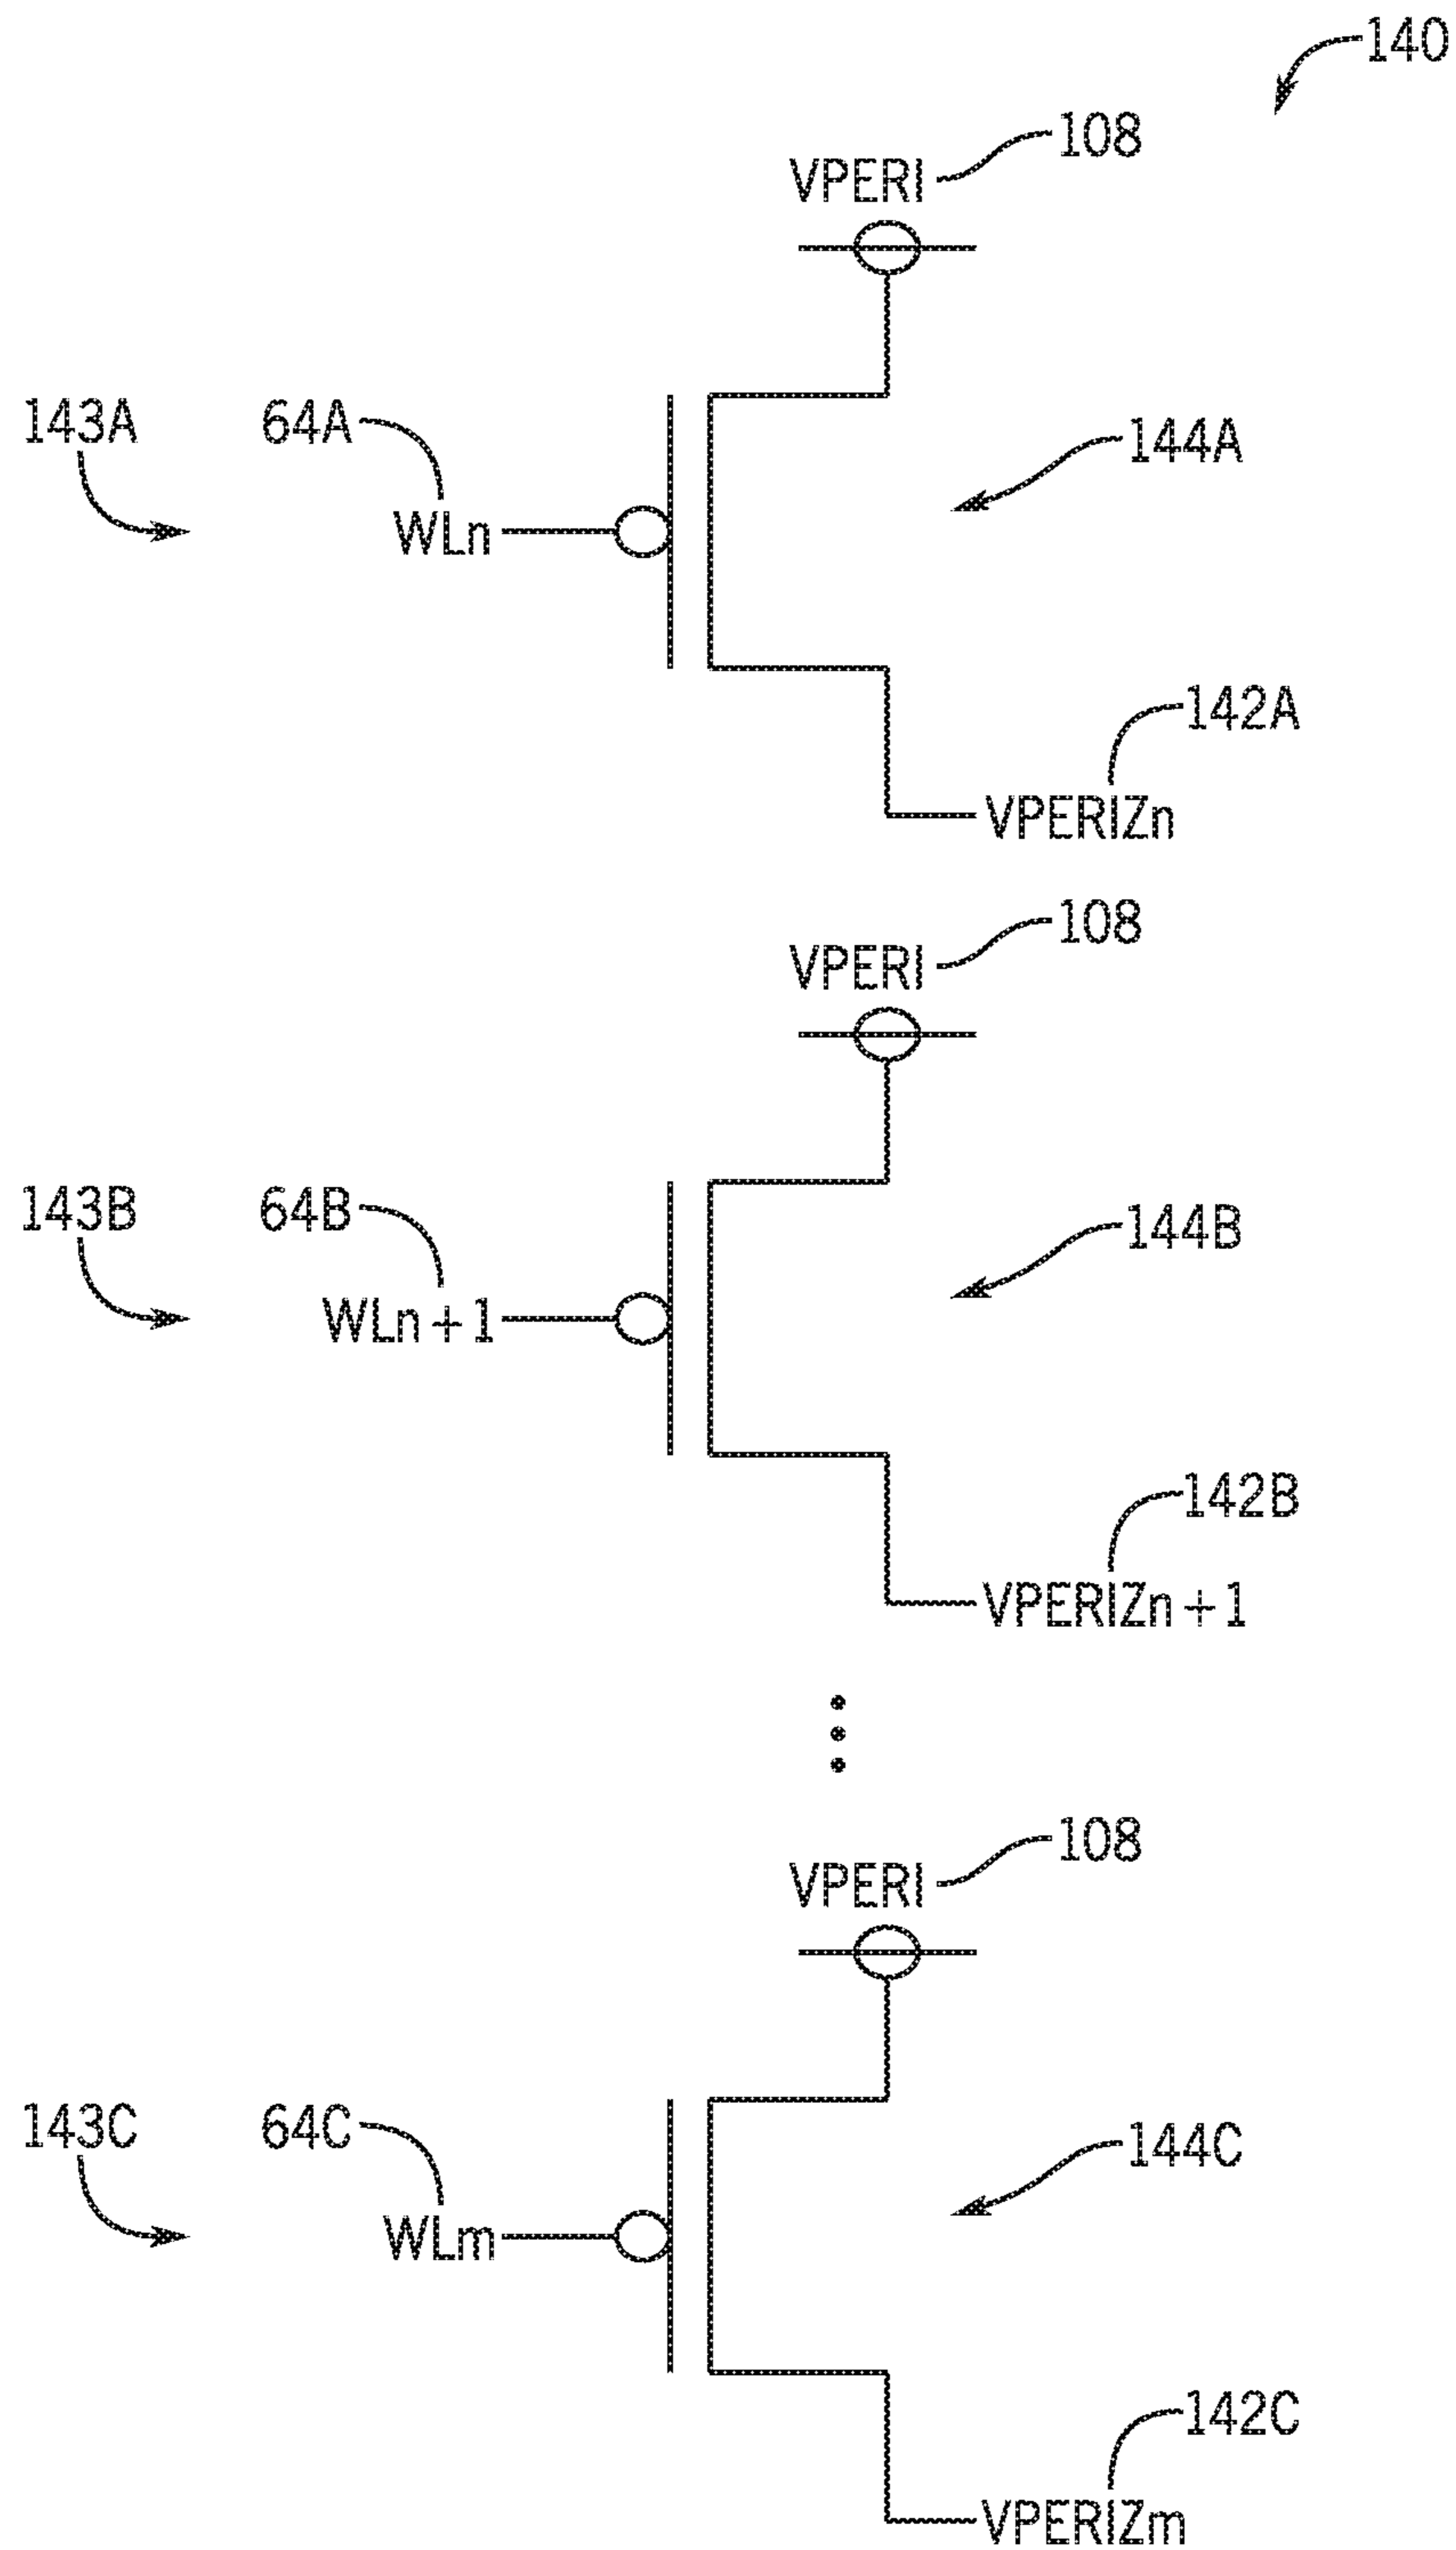 140
108
VPERI
143A
64A
144A
WLn
142A
VPERIZn
108
VPERI
143B
64B
144B
WLn+1
142B
VPERIZn+1
108
VPERI
143C
64C
144C
WLm
142C
VPERIZm